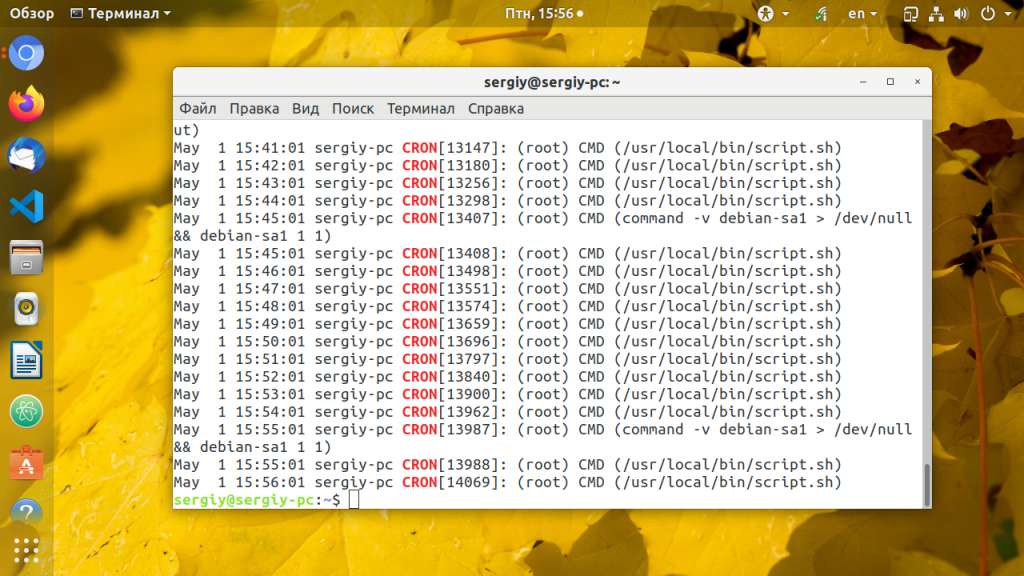 Обзор Терминал Птн, 15:56 en
sergiy@sergiy-pc: ~
Файл Правка Вид Поиск Терминал Справка
ut)
May  1 15:41:01 sergiy-pc CRON[13147]: (root) CMD (/usr/local/bin/script.sh)
May  1 15:42:01 sergiy-pc CRON[13180]: (root) CMD (/usr/local/bin/script.sh)
May  1 15:43:01 sergiy-pc CRON[13256]: (root) CMD (/usr/local/bin/script.sh)
May  1 15:44:01 sergiy-pc CRON[13298]: (root) CMD (/usr/local/bin/script.sh)
May  1 15:45:01 sergiy-pc CRON[13407]: (root) CMD (command -v debian-sa1 > /dev/null
&& debian-sa1 1 1)
May  1 15:45:01 sergiy-pc CRON[13408]: (root) CMD (/usr/local/bin/script.sh)
May  1 15:46:01 sergiy-pc CRON[13498]: (root) CMD (/usr/local/bin/script.sh)
May  1 15:47:01 sergiy-pc CRON[13551]: (root) CMD (/usr/local/bin/script.sh)
May  1 15:48:01 sergiy-pc CRON[13574]: (root) CMD (/usr/local/bin/script.sh)
May  1 15:49:01 sergiy-pc CRON[13659]: (root) CMD (/usr/local/bin/script.sh)
May  1 15:50:01 sergiy-pc CRON[13696]: (root) CMD (/usr/local/bin/script.sh)
May  1 15:51:01 sergiy-pc CRON[13797]: (root) CMD (/usr/local/bin/script.sh)
May  1 15:52:01 sergiy-pc CRON[13840]: (root) CMD (/usr/local/bin/script.sh)
May  1 15:53:01 sergiy-pc CRON[13900]: (root) CMD (/usr/local/bin/script.sh)
May  1 15:54:01 sergiy-pc CRON[13962]: (root) CMD (/usr/local/bin/script.sh)
May  1 15:55:01 sergiy-pc CRON[13987]: (root) CMD (command -v debian-sa1 > /dev/null
&& debian-sa1 1 1)
May  1 15:55:01 sergiy-pc CRON[13988]: (root) CMD (/usr/local/bin/script.sh)
May  1 15:56:01 sergiy-pc CRON[14069]: (root) CMD (/usr/local/bin/script.sh)
sergiy@sergiy-pc:~$